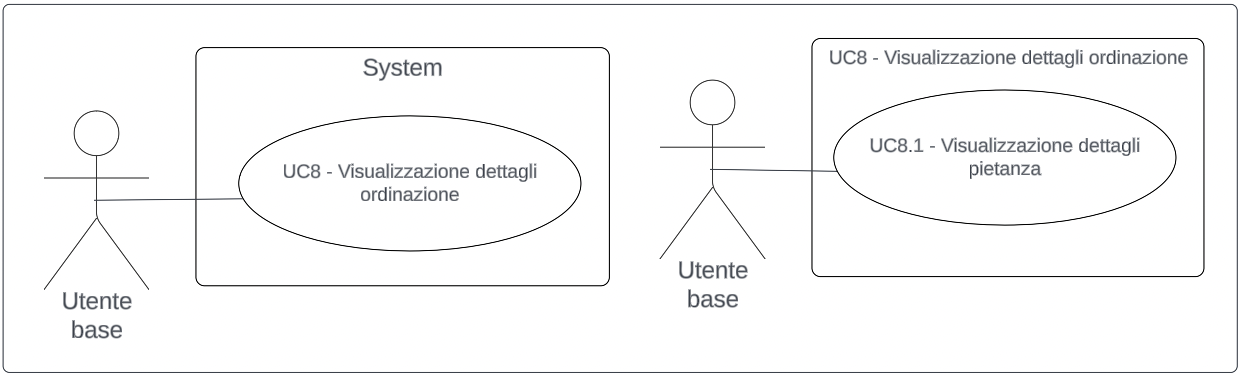 System
UC8 - Visualizzazione dettagli
ordinazione
Utente
base
UC8 - Visualizzazione dettagli ordinazione
UC8.1 - Visualizzazione dettagli
pietanza
Utente
base